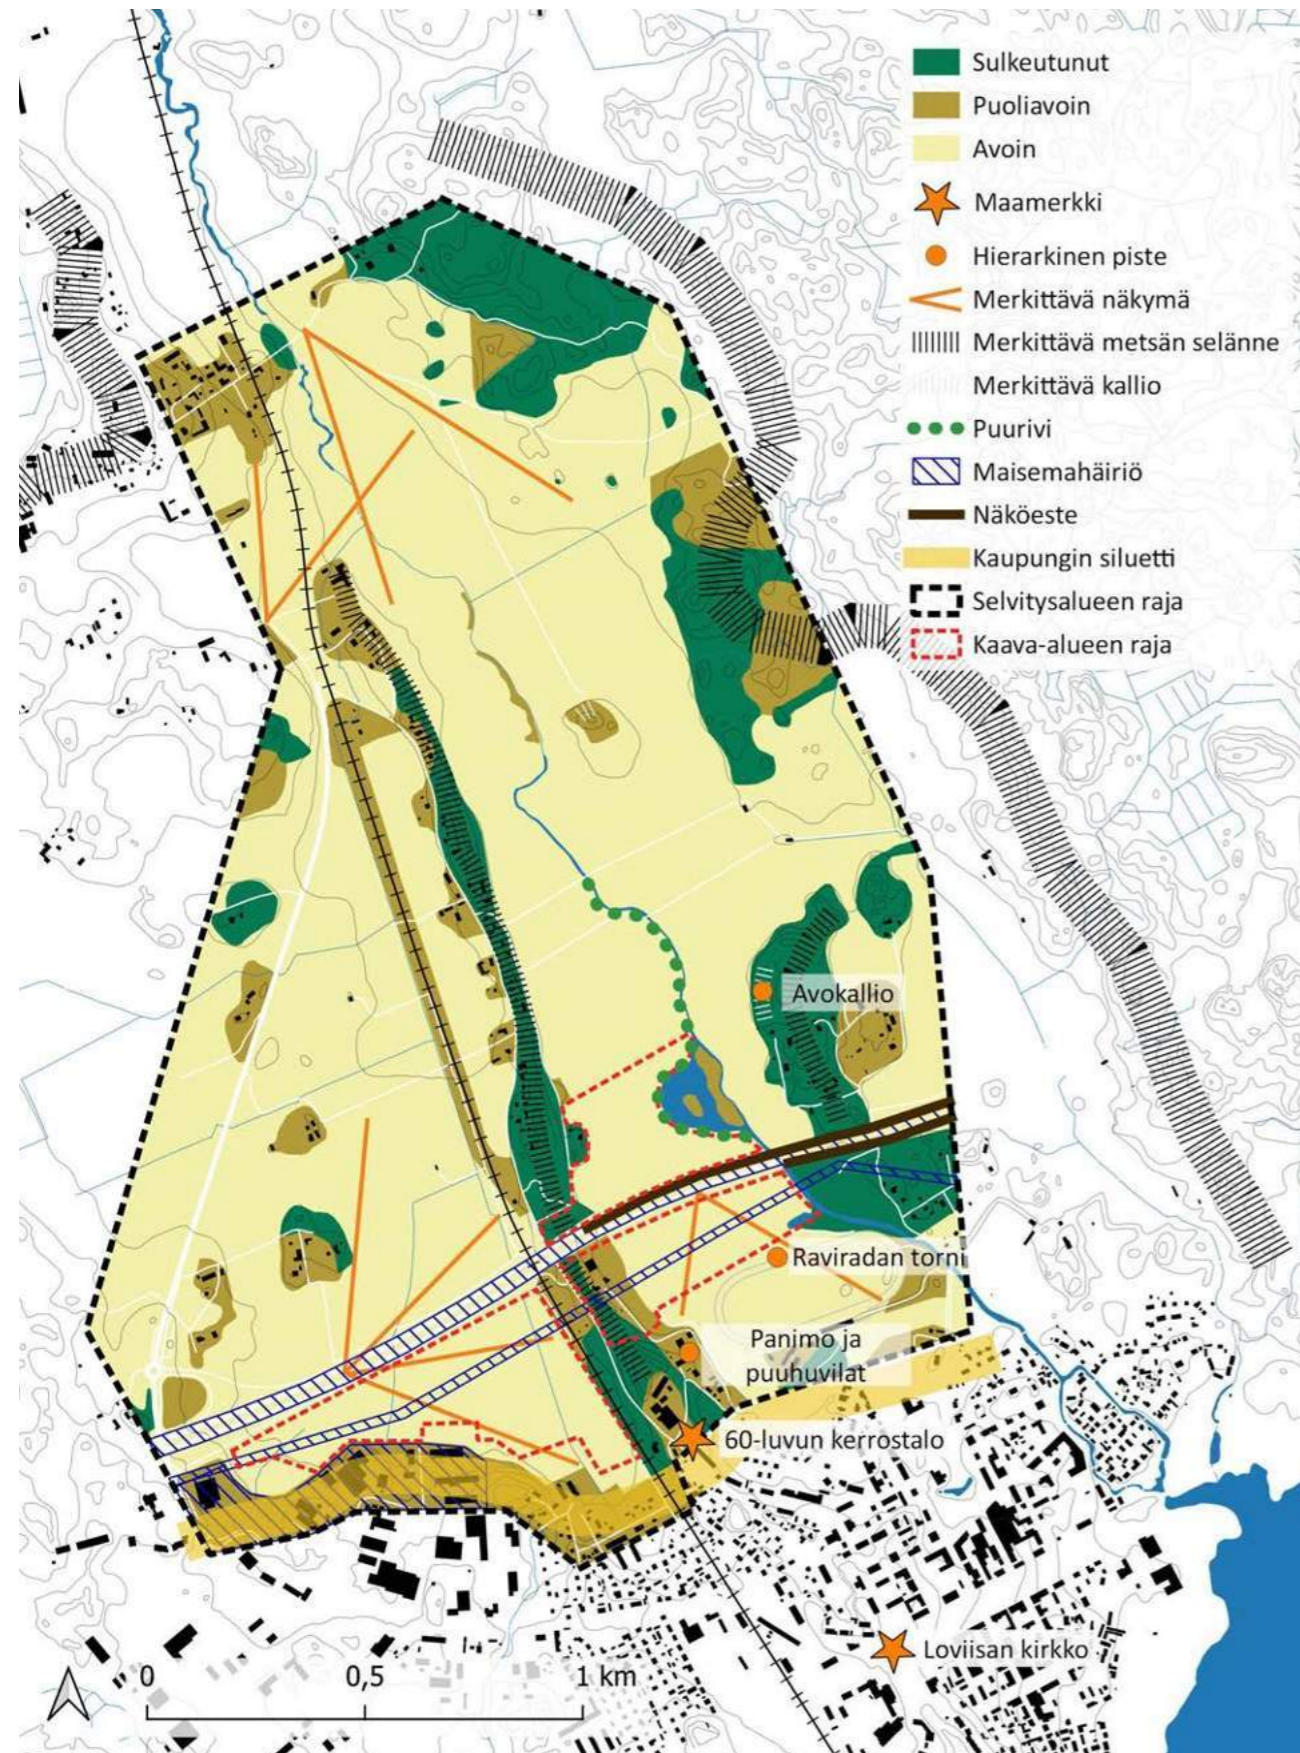 Sulkeutunut
Puoliavoin
Avoin
Maamerkki
Hierarkinen piste
Merkittävä näkymä
Merkittävä metsän selänne
Merkittävä kallio
Puurivi
Maisemahäiriö
Näköeste
Kaupungin siluetti
Selvitysalueen raja
Kaava-alueen raja
Avokallio
Raviradan torni
Panimo ja
puuhuvilat
60-luvun kerrostalo
Loviisan kirkko
0 0,5 1 km